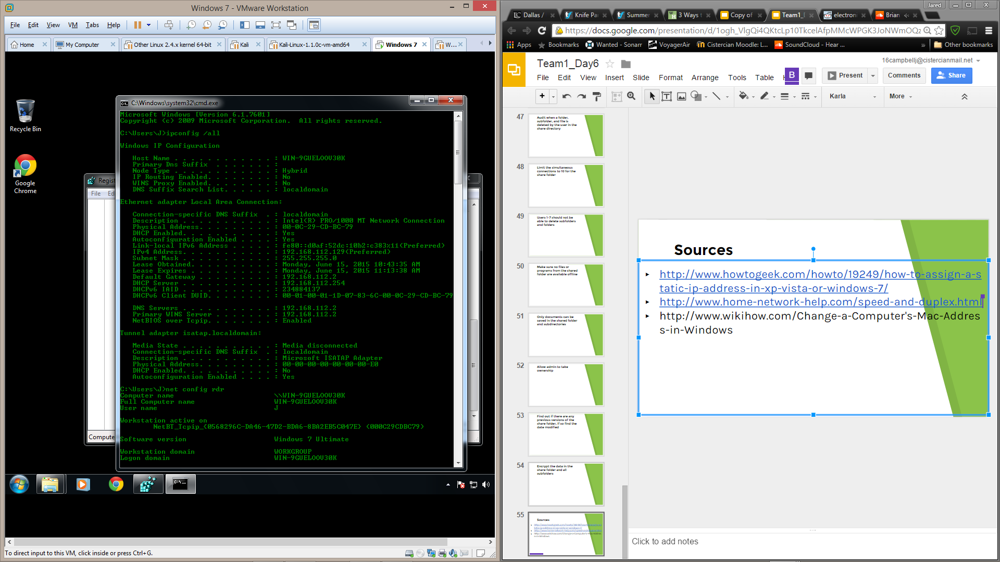 Windows 7 - VMware Workstation
File Edit View VM Tabs Help
Home My Computer Other Linux 2.4.x kernel 64-bit Kali Kali-Linux-1.1.0c-vm-amd64 Windows 7 W...
Recycle Bin
Google
Chrome
Regist
File Ed
Compute
C:\Windows\system32\cmd.exe
Microsoft Windows [Version 6.1.7601]
Copyright (c) 2009 Microsoft Corporation.  All rights reserved.
C:\Users\J>ipconfig /all
Windows IP Configuration
Host Name . . . . . . . . . . . . : WIN-9GUELOOV30K
Primary Dns Suffix  . . . . . . . :
Node Type . . . . . . . . . . . . : Hybrid
IP Routing Enabled. . . . . . . . : No
WINS Proxy Enabled. . . . . . . . : No
DNS Suffix Search List. . . . . . : localdomain
Ethernet adapter Local Area Connection:
Connection-specific DNS Suffix  . : localdomain
Description . . . . . . . . . . . : Intel(R) PRO/1000 MT Network Connection
Physical Address. . . . . . . . . : 00-0C-29-CD-BC-79
DHCP Enabled. . . . . . . . . . . : Yes
Autoconfiguration Enabled . . . . : Yes
Link-local IPv6 Address . . . . . : fe80::d0af:52dc:10b2:c383%11(Preferred)
IPv4 Address. . . . . . . . . . . : 192.168.112.129(Preferred)
Subnet Mask . . . . . . . . . . . : 255.255.255.0
Lease Obtained. . . . . . . . . . : Monday, June 15, 2015 10:43:35 AM
Lease Expires . . . . . . . . . . : Monday, June 15, 2015 11:13:38 AM
Default Gateway . . . . . . . . . : 192.168.112.2
DHCP Server . . . . . . . . . . . : 192.168.112.254
DHCPv6 IAID . . . . . . . . . . . : 234884137
DHCPv6 Client DUID. . . . . . . . : 00-01-00-01-1D-07-83-6C-00-0C-29-CD-BC-79
DNS Servers . . . . . . . . . . . : 192.168.112.2
Primary WINS Server . . . . . . . : 192.168.112.2
NetBIOS over Tcpip. . . . . . . . : Enabled
Tunnel adapter isatap.localdomain:
Media State . . . . . . . . . . . : Media disconnected
Connection-specific DNS Suffix  . : localdomain
Description . . . . . . . . . . . : Microsoft ISATAP Adapter
Physical Address. . . . . . . . . : 00-00-00-00-00-00-00-E0
DHCP Enabled. . . . . . . . . . . : No
Autoconfiguration Enabled . . . . : Yes
C:\Users\J>net config rdr
Computer name \\WIN-9GUELOOV30K
Full Computer name WIN-9GUELOOV30K
User name J
Workstation active on
NetBT_Tcpip_{0568296C-DA46-47D2-BDA6-8BA2EB5C047E} (000C29CDBC79)
Software version Windows 7 Ultimate
Workstation domain WORKGROUP
Logon domain WIN-9GUELOOV30K
To direct input to this VM, click inside or press Ctrl+G.
Jared
Dallas / Knife Pa Summer 3 Ways t Copy of Team1_D electroni Brian
https://docs.google.com/presentation/d/1ogh_VlgQi4QKtcLp10TkcelAfpMMcWPGK3JoNWmOQz
Apps Bookmarks Wanted - Sonarr VoyagerAir Cistercian Moodle: L... SoundCloud - Hear ... » Other bookmarks
Team1_Day6
16campbellj@cistercianmail.net
File Edit View Insert Slide Format Arrange Tools Table
B Present Comments Share
Karla More
47
Audit when a folder,
subfolder, and file is
deleted by the user in the
share directory
48
Limit the simultaneous
connections to 10 for the
share folder
49
Users 1-7 should not be
able to delete subfolders
and folders
50
Make sure no files or
programs from the shared
folder are available offline
51
Only documents can be
saved in the shared folder
and subdirectories
52
Allow admin to take
ownership
53
Find out if there are any
previous versions of the
share folder, if so find the
date modified
54
Encrypt the data in the
share folder and all
subfolders
55
Sources
Sources
http://www.howtogeek.com/howto/19249/how-to-assign-a-s
tatic-ip-address-in-xp-vista-or-windows-7/
http://www.home-network-help.com/speed-and-duplex.html
http://www.wikihow.com/Change-a-Computer's-Mac-Addres
s-in-Windows
Click to add notes